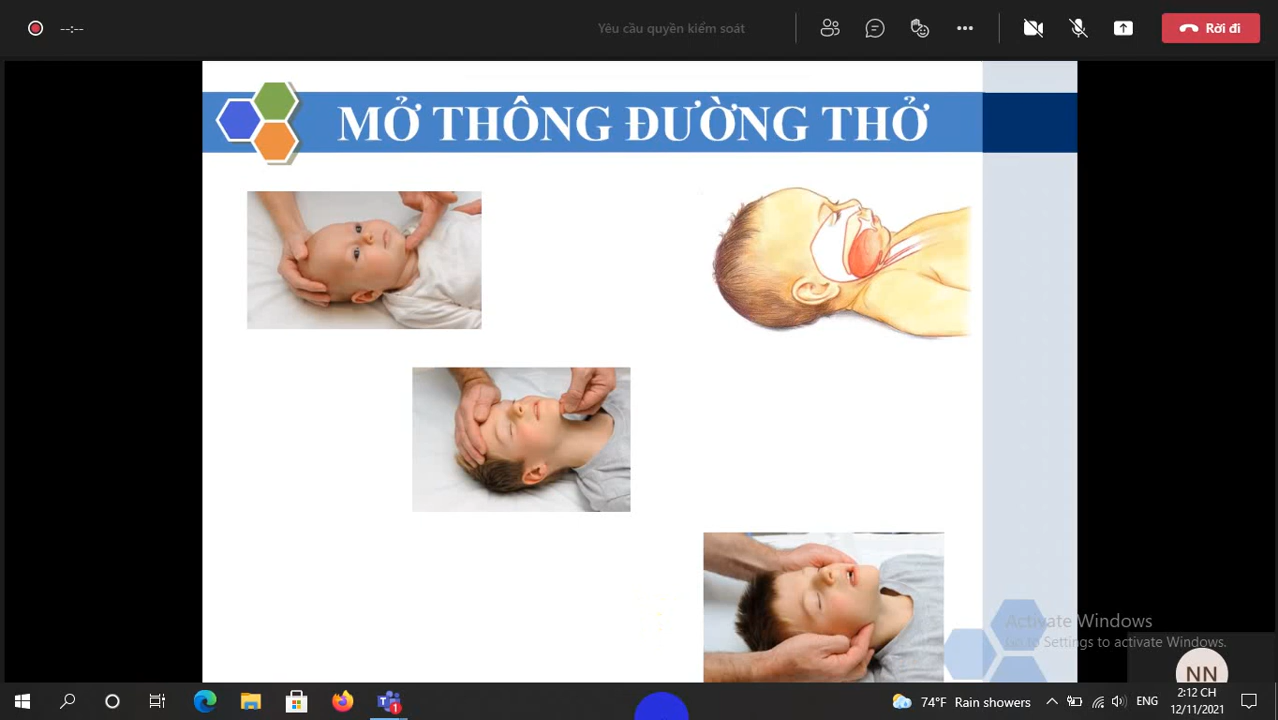 --:--
Yêu cầu quyền kiểm soát
Rời đi
MỞ THÔNG ĐƯỜNG THỞ
Activate Windows
Go to Settings to activate Windows.
NN
1
74°F Rain showers
ENG
2:12 CH
12/11/2021